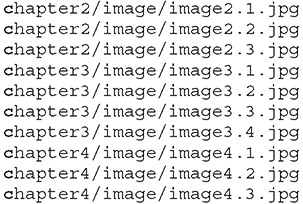 chapter2/image/image2.1.jpg
chapter2/image/image2.2.jpg
chapter2/image/image2.3.jpg
chapter3/image/image3.1.jpg
chapter3/image/image3.2.jpg
chapter3/image/image3.3.jpg
chapter3/image/image3.4.jpg
chapter4/image/image4.1.jpg
chapter4/image/image4.2.jpg
chapter4/image/image4.3.jpg